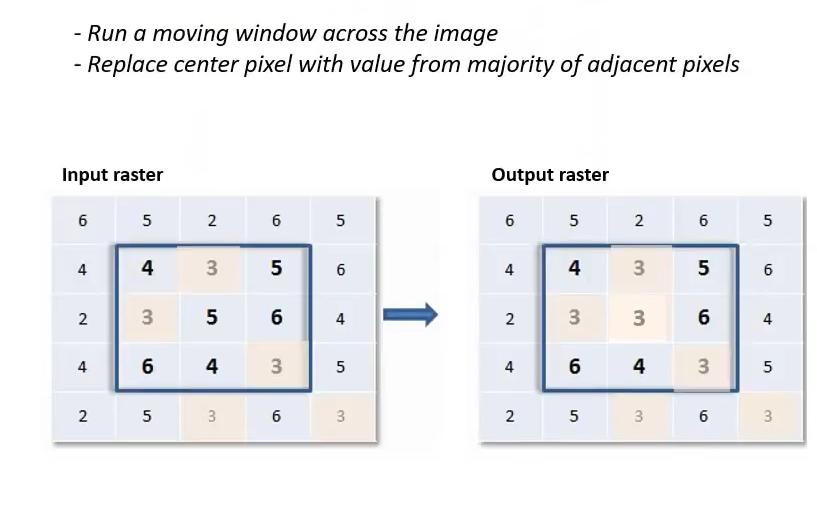 - Run a moving window across the image
- Replace center pixel with value from majority of adjacent pixels
Input raster
6 5 2 6 5
4 4 3 5 6
2 3 5 6 4
4 6 4 3 5
2 5 3 6 3
Output raster
6 5 2 6 5
4 4 3 5 6
2 3 3 6 4
4 6 4 3 5
2 5 3 6 3